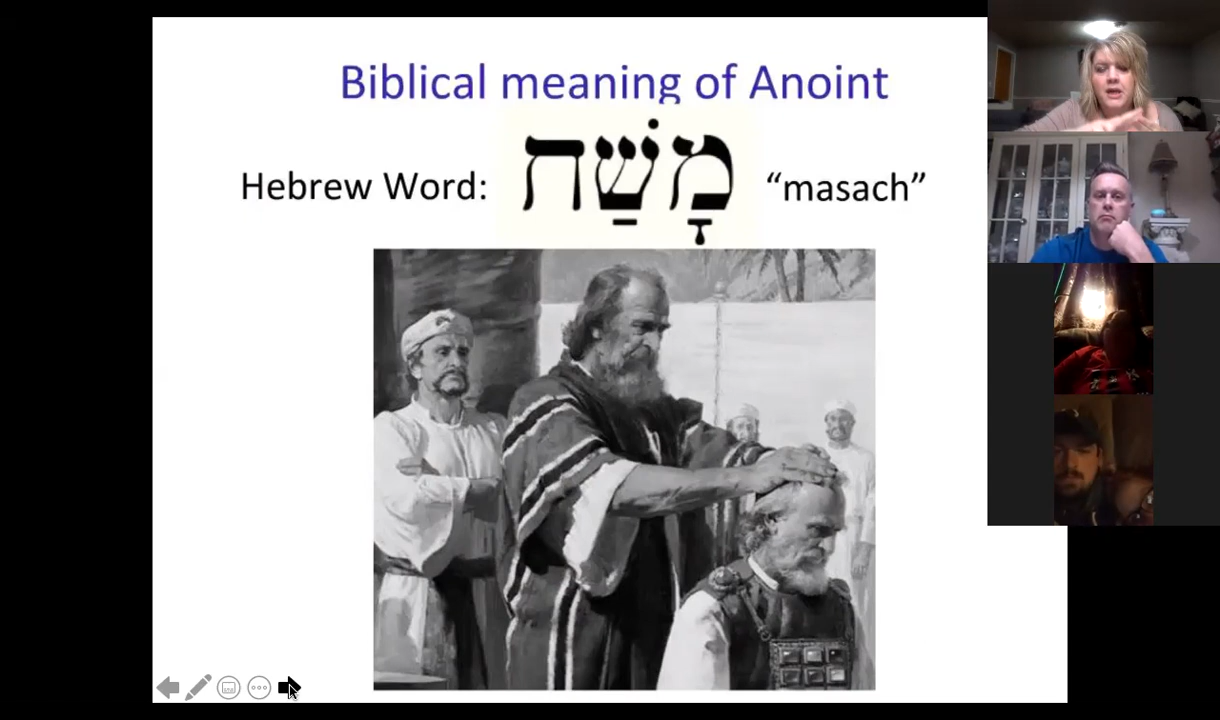 Biblical meaning of Anoint
Hebrew Word: מָשַׁח “masach”